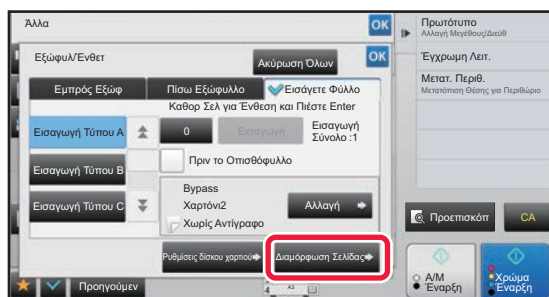 Άλλα
OK
Εξώφυλ/Ένθετ
Ακύρωση Όλων
OK
Εμπρός Εξώφ
Πίσω Εξώφυλλο
Εισάγετε Φύλλο
Καθορ Σελ για Ένθεση και Πιέστε Enter
Εισαγωγή Τύπου Α
0
Εισαγωγή
Εισαγωγή
Σύνολο :1
Εισαγωγή Τύπου Β
Πριν το Οπισθόφυλλο
Εισαγωγή Τύπου C
Bypass
Χαρτόνι2
Χωρίς Αντίγραφο
Αλλαγή
Ρυθμίσεις δίσκου χαρτιού
Διαμόρφωση Σελίδας
Προηγούμεν
A3
Πρωτότυπο
Αλλαγή Μεγέθους/Διεύθ
Έγχρωμη Λειτ.
Μετατ. Περιθ.
Μετατόπιση Θέσης για Περιθώριο
Προεπισκόπ
CA
Α/Μ
Έναρξη
Χρώμα
Έναρξη